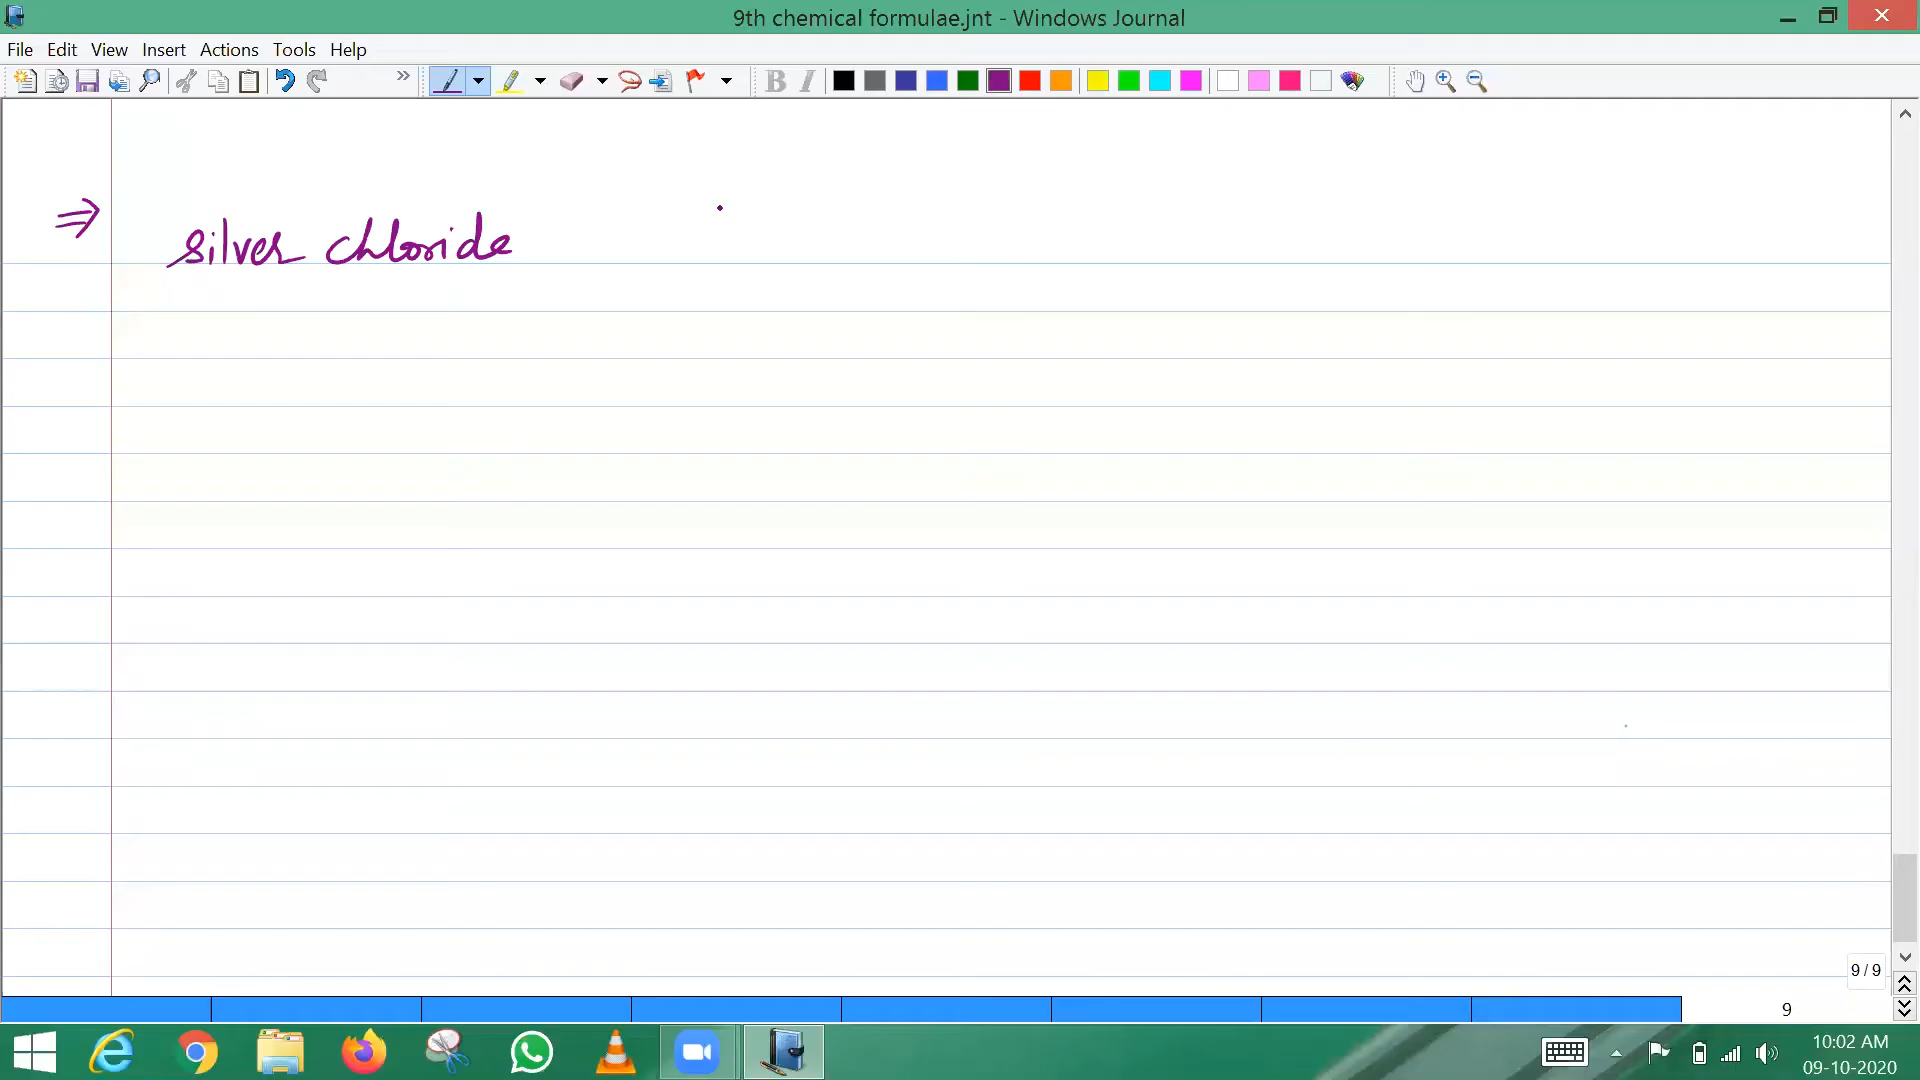 9th chemical formulae.jnt - Windows Journal
File Edit View Insert Actions Tools Help
B I
⇒ silver chloride
9 / 9
9
10:02 AM
09-10-2020